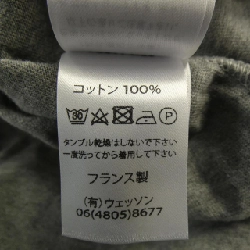 コットン 100%
30 P
タンブル乾燥はしないで下さい
一度洗ってから着用して下さい
フランス製
(有)ウェッソン
06(4805)8677